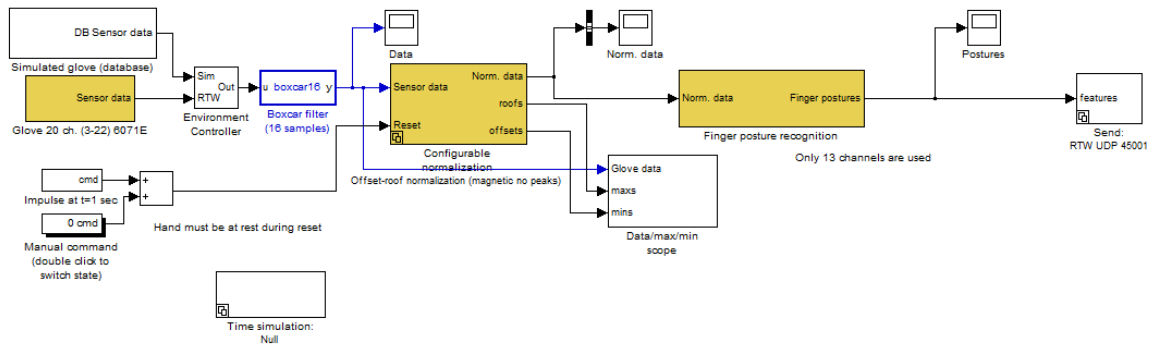 DB Sensor data
Simulated glove (database)
Sensor data
Glove 20 ch. (3-22) 6071E
Sim
Out
RTW
Environment
Controller
u boxcar16 y
Boxcar filter
(16 samples)
Data
Sensor data
Norm. data
roofs
Reset
offsets
Configurable
normalization
Offset-roof normalization (magnetic no peaks)
Norm. data
Norm. data
Finger postures
Finger posture recognition
Only 13 channels are used
Postures
features
Send:
RTW UDP 45001
cmd
Impulse at t=1 sec
+
+
0 cmd
Manual command
(double click to
switch state)
Hand must be at rest during reset
Glove data
maxs
mins
Data/max/min
scope
Time simulation:
Null